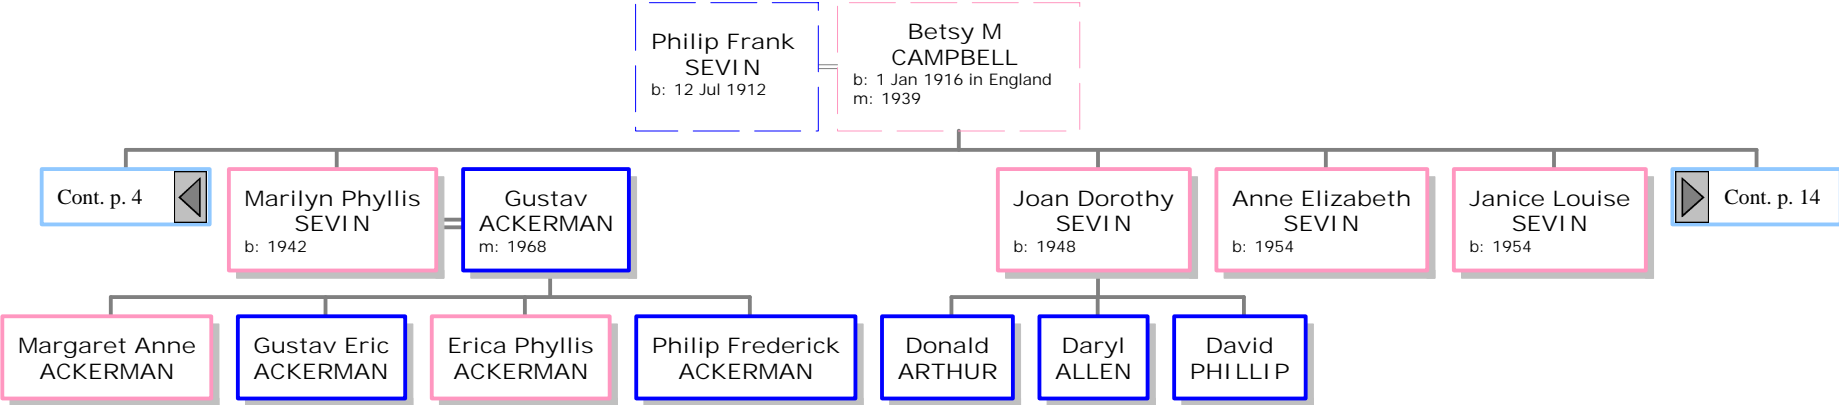 Philip Frank
SEVIN
b: 12 Jul 1912
Betsy M
CAMPBELL
b: 1 Jan 1916 in England
m: 1939
Cont. p. 4
Marilyn Phyllis
SEVIN
b: 1942
Gustav
ACKERMAN
m: 1968
Joan Dorothy
SEVIN
b: 1948
Anne Elizabeth
SEVIN
b: 1954
Janice Louise
SEVIN
b: 1954
Cont. p. 14
Margaret Anne
ACKERMAN
Gustav Eric
ACKERMAN
Erica Phyllis
ACKERMAN
Philip Frederick
ACKERMAN
Donald
ARTHUR
Daryl
ALLEN
David
PHILLIP